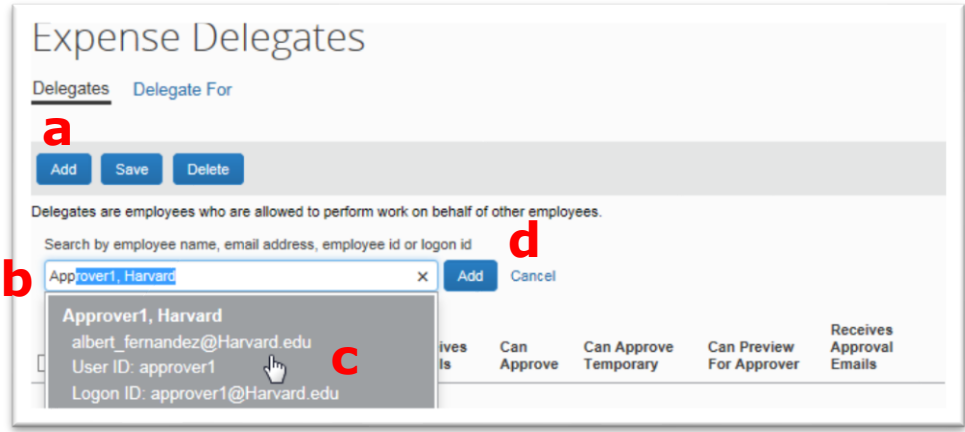 Expense Delegates
Delegates Delegate For
a
Add Save Delete
Delegates are employees who are allowed to perform work on behalf of other employees.
Search by employee name, email address, employee id or logon id
d
b
Approver1, Harvard × Add Cancel
Approver1, Harvard
albert_fernandez@Harvard.edu
User ID: approver1
Logon ID: approver1@Harvard.edu
c
Can Approve
Can Approve Temporary
Can Preview For Approver
Receives Approval Emails